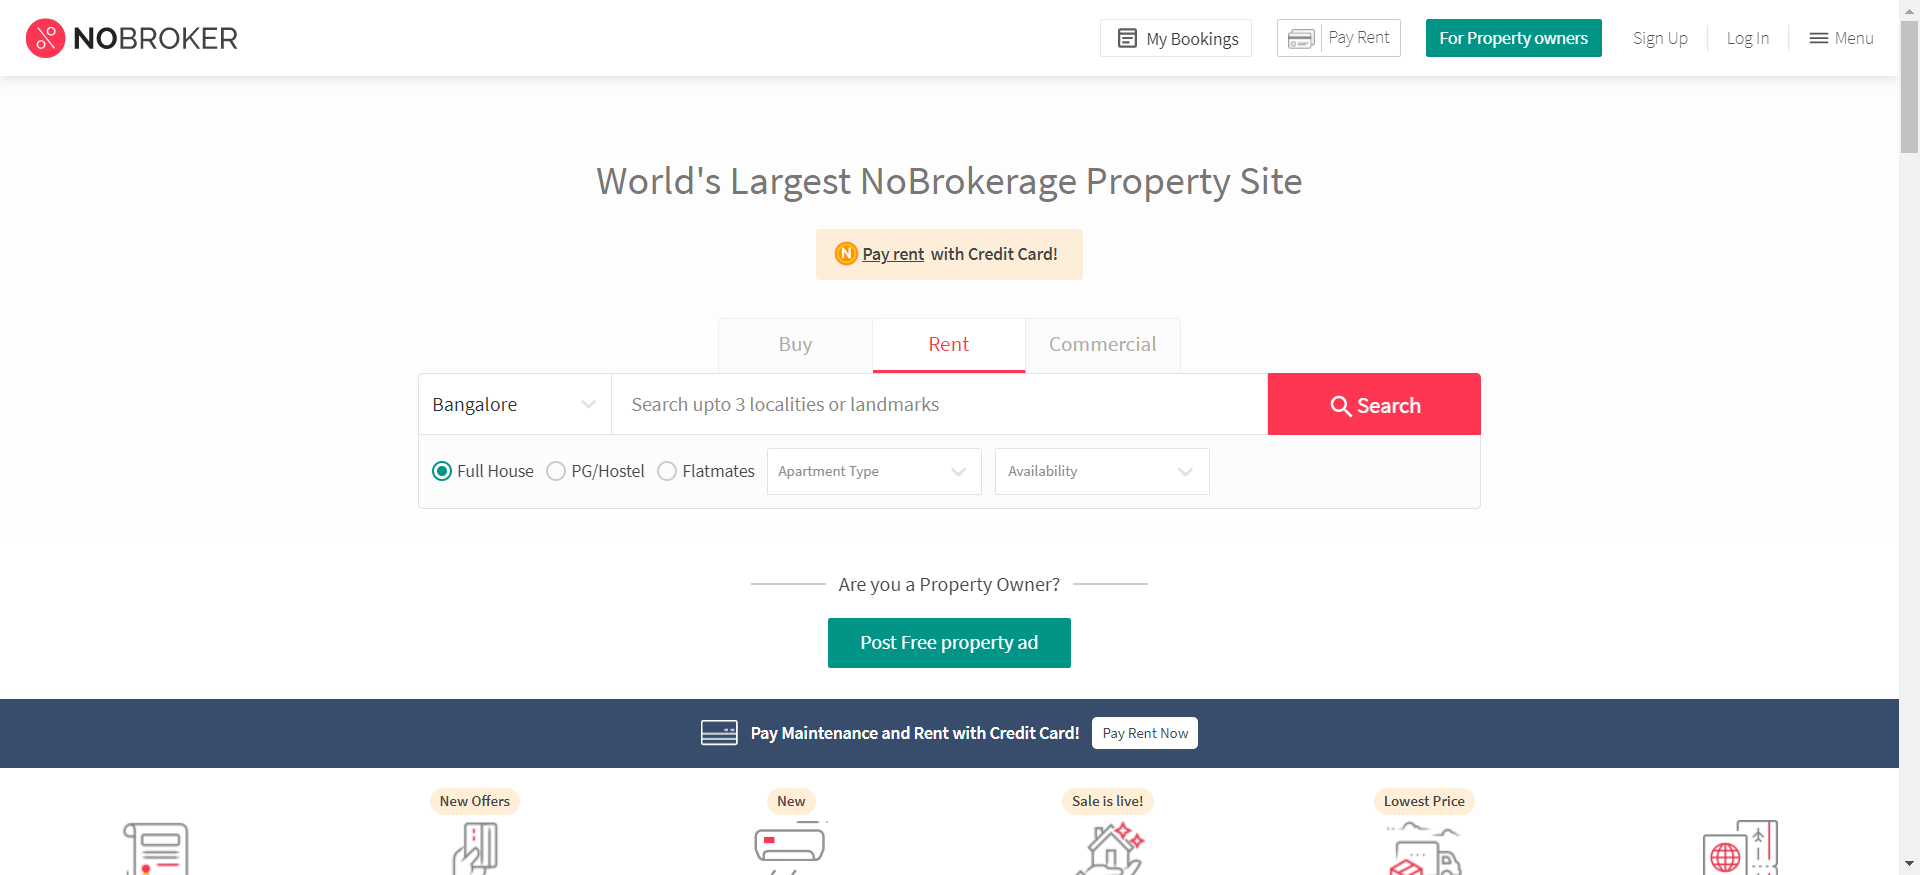 NOBROKER
My Bookings
Pay Rent
For Property owners
Sign Up
Log In
Menu
World's Largest NoBrokerage Property Site
N Pay rent with Credit Card!
Buy
Rent
Commercial
Bangalore
Search upto 3 localities or landmarks
Search
Full House
PG/Hostel
Flatmates
Apartment Type
Availability
Are you a Property Owner?
Post Free property ad
Pay Maintenance and Rent with Credit Card!
Pay Rent Now
New Offers
New
Sale is live!
Lowest Price